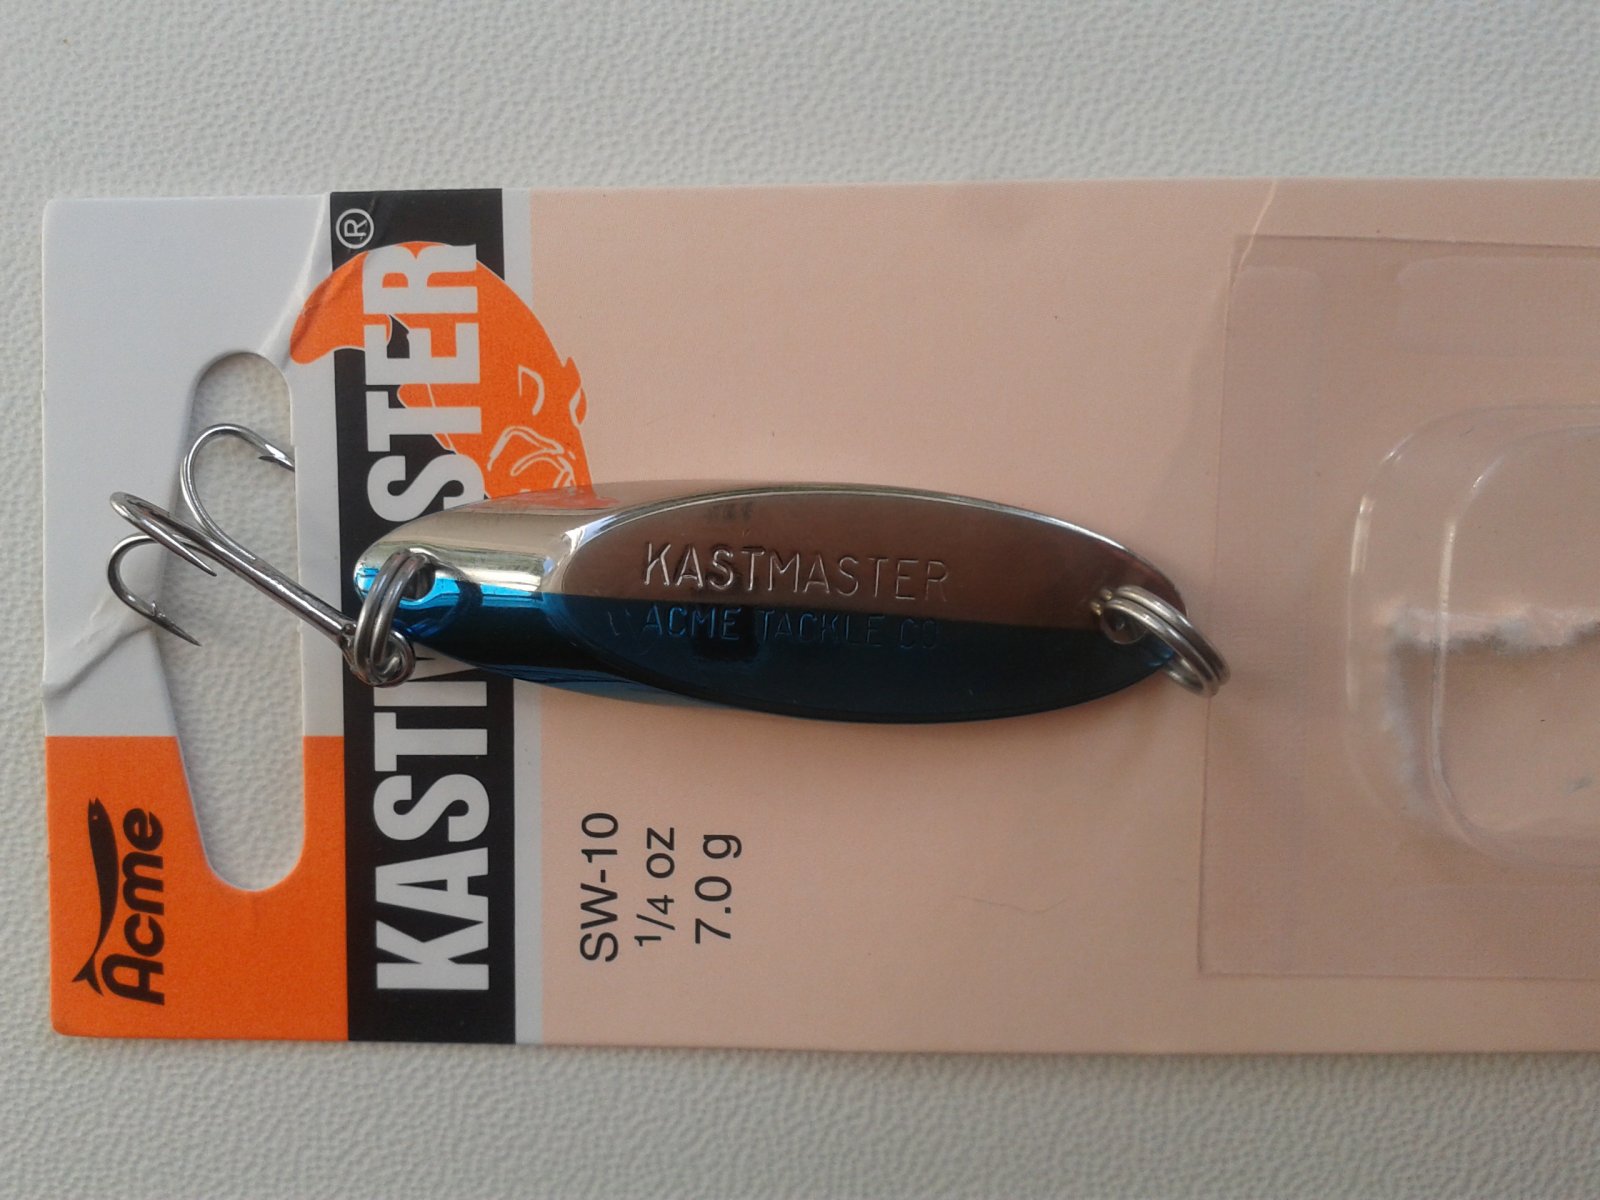 Acme
KASTMASTER®
SW-10
1/4 oz
7.0 g
KASTMASTER
ACME TACKLE CO.